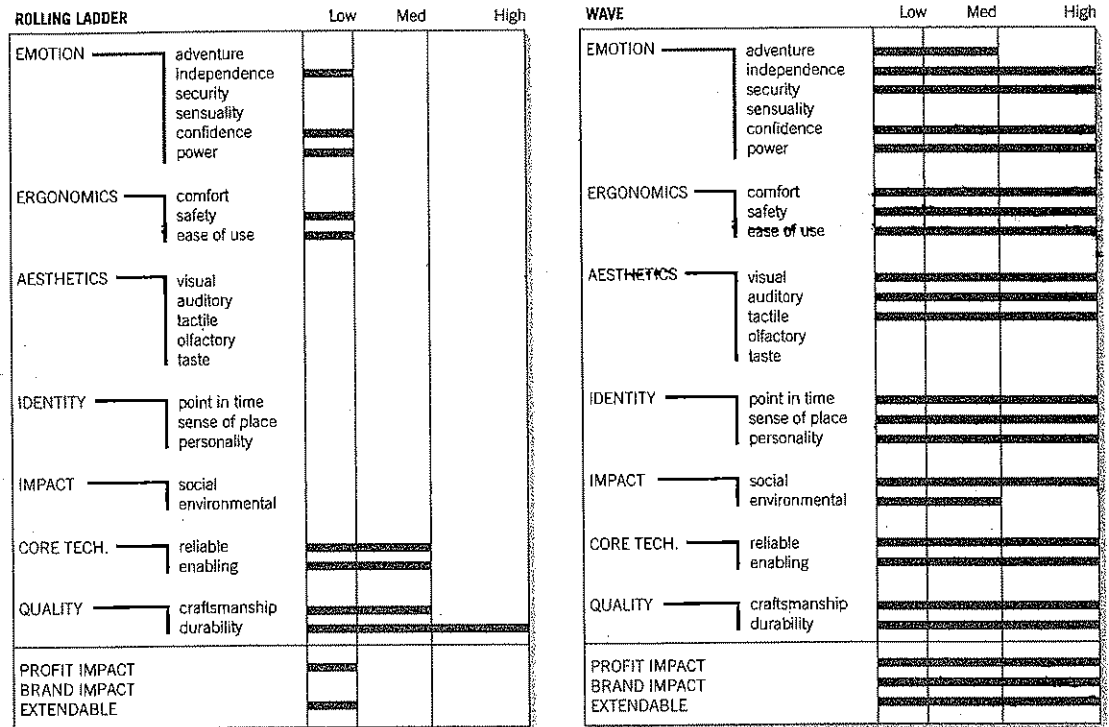 ROLLING LADDER Low Med High
EMOTION adventure
independence
security
sensuality
confidence
power
ERGONOMICS comfort
safety
ease of use
AESTHETICS visual
auditory
tactile
olfactory
taste
IDENTITY point in time
sense of place
personality
IMPACT social
environmental
CORE TECH. reliable
enabling
QUALITY craftsmanship
durability
PROFIT IMPACT
BRAND IMPACT
EXTENDABLE
WAVE Low Med High
EMOTION adventure
independence
security
sensuality
confidence
power
ERGONOMICS comfort
safety
ease of use
AESTHETICS visual
auditory
tactile
olfactory
taste
IDENTITY point in time
sense of place
personality
IMPACT social
environmental
CORE TECH. reliable
enabling
QUALITY craftsmanship
durability
PROFIT IMPACT
BRAND IMPACT
EXTENDABLE